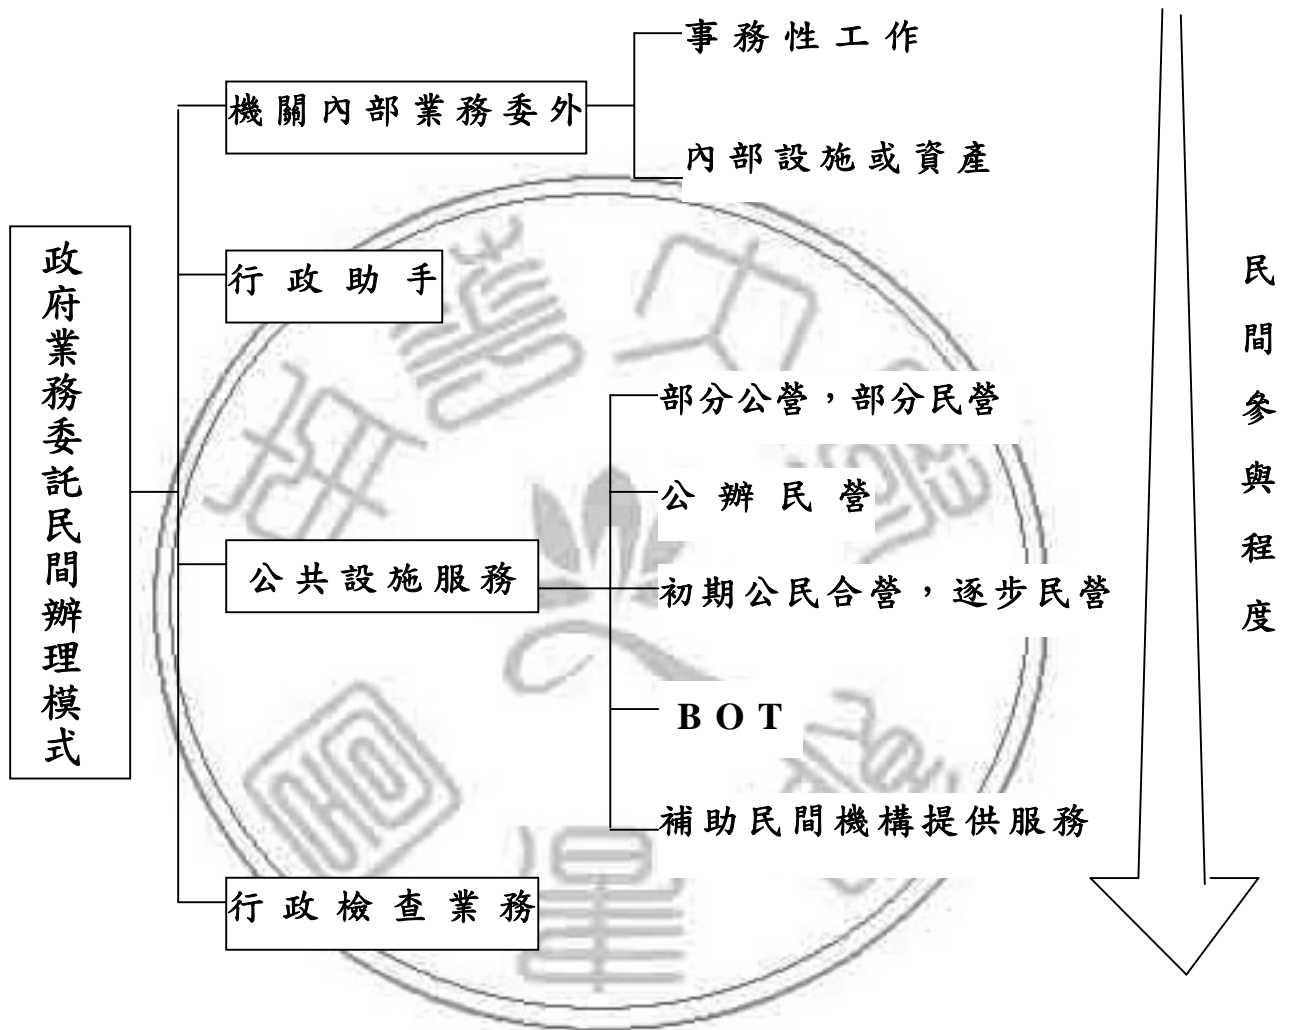 政府業務委託民間辦理模式
機關內部業務委外
事務性工作
內部設施或資產
行政助手
公共設施服務
部分公營，部分民營
公辦民營
初期公民合營，逐步民營
BOT
補助民間機構提供服務
行政檢查業務
民間參與程度